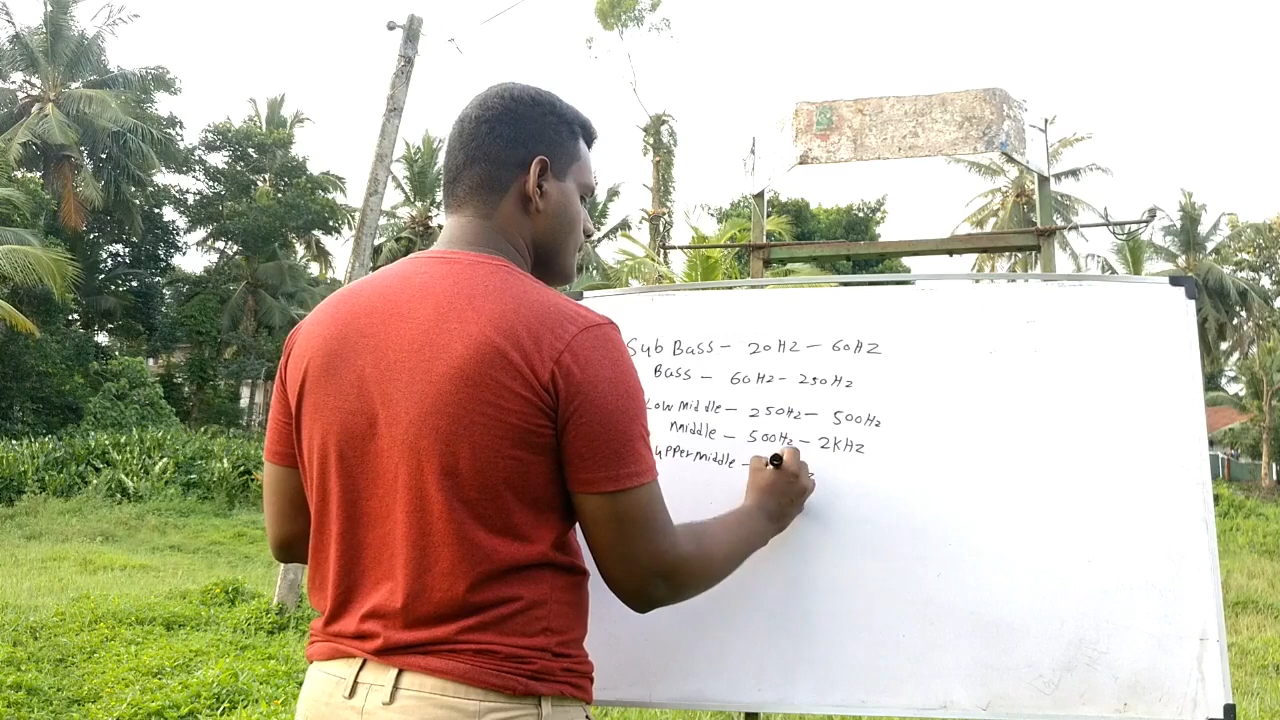 Sub Bass - 20Hz - 60Hz
Bass - 60Hz - 250Hz
Low Middle - 250Hz - 500Hz
Middle - 500Hz - 2KHz
upper middle -